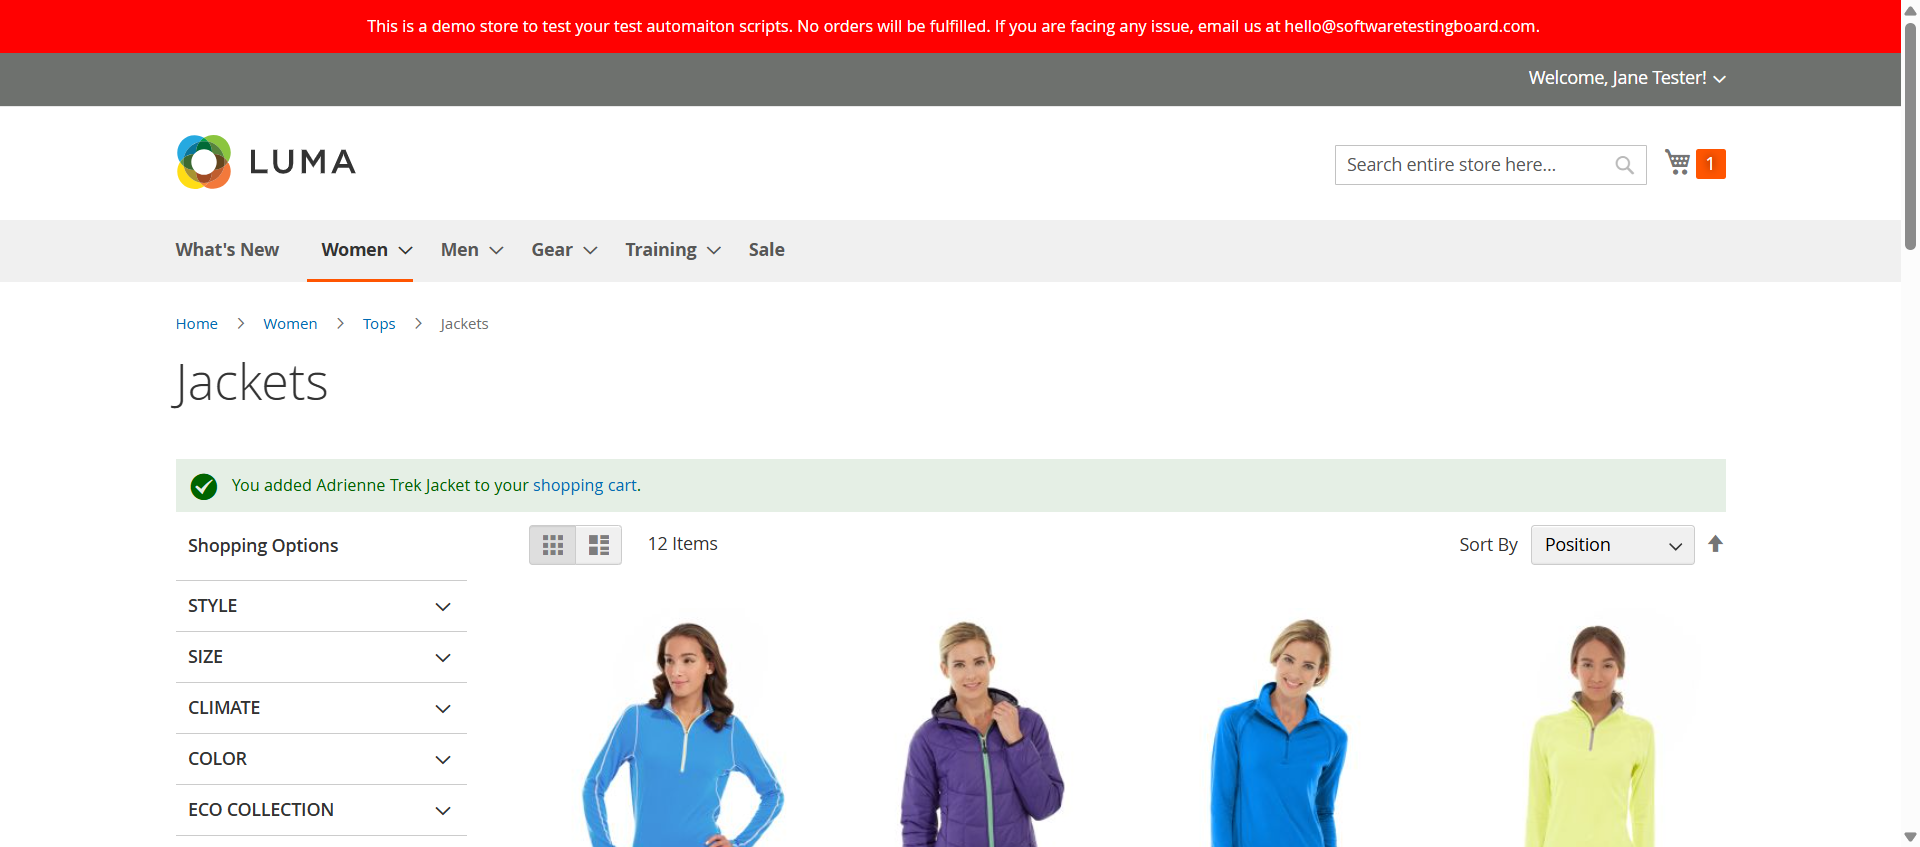 This is a demo store to test your test automaiton scripts. No orders will be fulfilled. If you are facing any issue, email us at hello@softwaretestingboard.com.
Welcome, Jane Tester!
LUMA
Search entire store here...
1
What's New
Women
Men
Gear
Training
Sale
Home
Women
Tops
Jackets
Jackets
You added Adrienne Trek Jacket to your shopping cart.
Shopping Options
12 Items
Sort By
Position
STYLE
SIZE
CLIMATE
COLOR
ECO COLLECTION